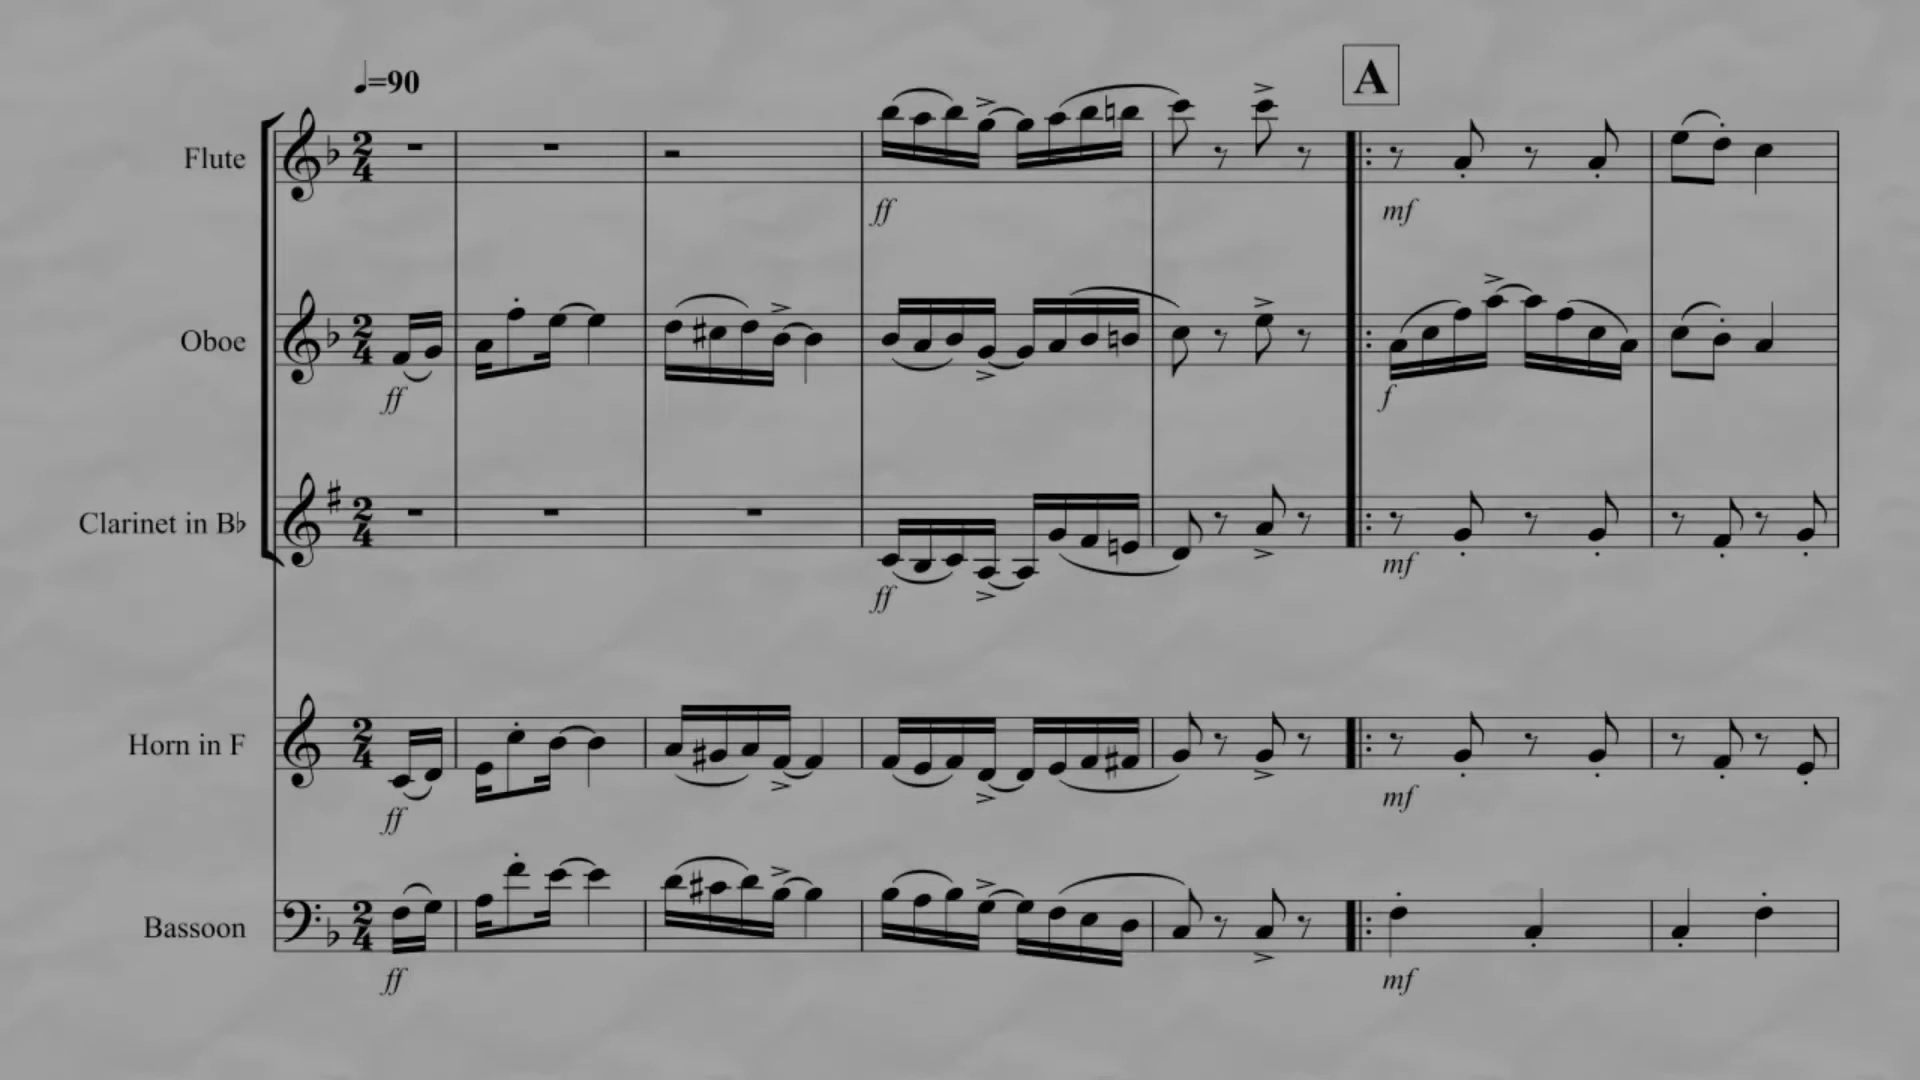 ♩=90
A
Flute
ff
mf
Oboe
ff
f
Clarinet in B♭
ff
mf
Horn in F
ff
mf
Bassoon
ff
mf